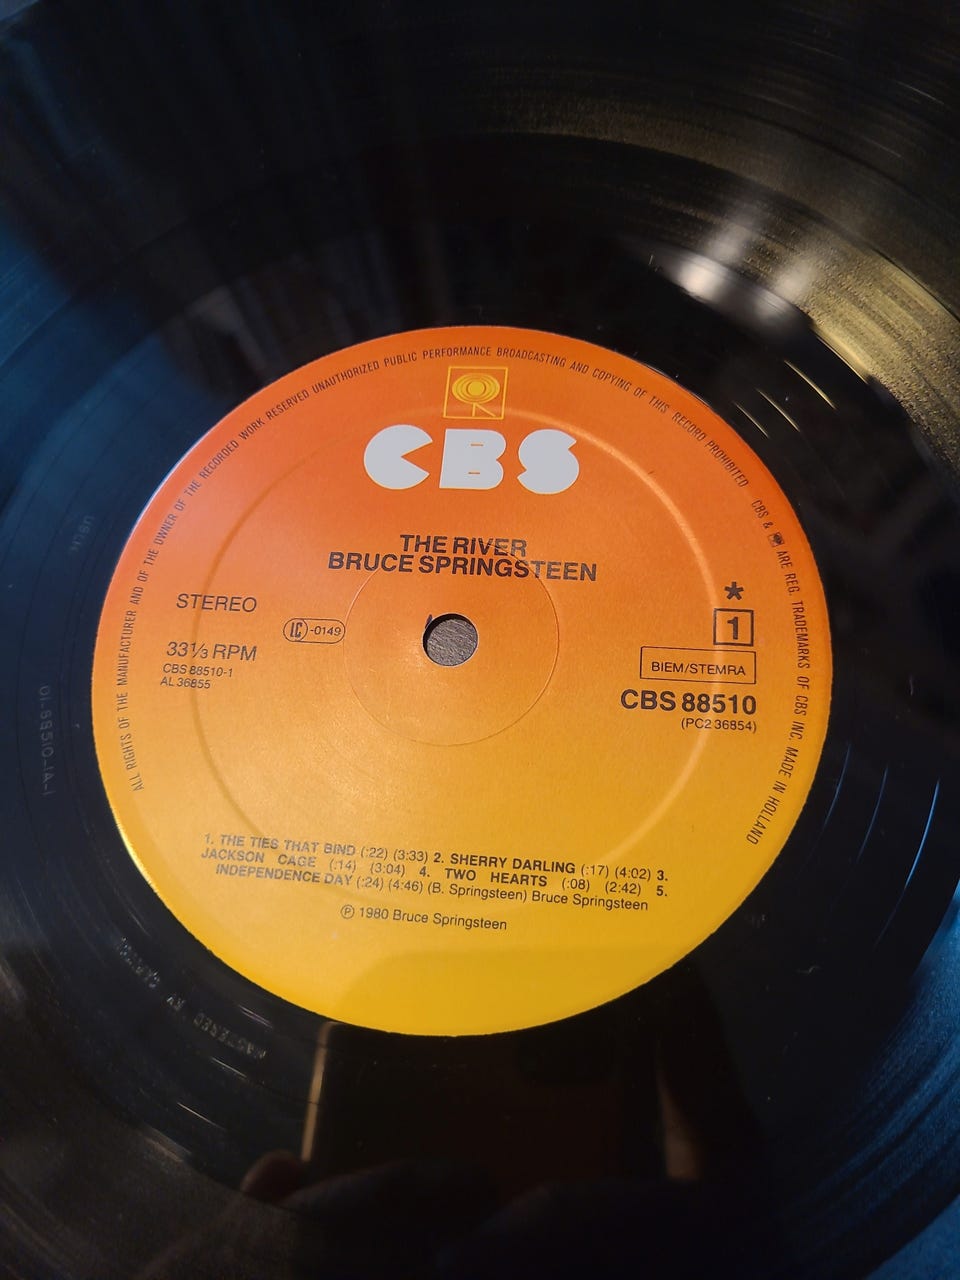 ALL RIGHTS OF THE MANUFACTURER AND OF THE OWNER OF THE RECORDED WORK RESERVED UNAUTHORIZED PUBLIC PERFORMANCE BROADCASTING AND COPYING OF THIS RECORD PROHIBITED CBS & ARE REG. TRADEMARKS OF CBS INC. MADE IN HOLLAND
CBS
THE RIVER
BRUCE SPRINGSTEEN
STEREO
LC-0149
33⅓ RPM
CBS 88510-1
AL 36855
*
1
BIEM/STEMRA
CBS 88510
(PC2 36854)
1. THE TIES THAT BIND (:22) (3:33) 2. SHERRY DARLING (:17) (4:02) 3.
JACKSON CAGE (:14) (3:04) 4. TWO HEARTS (:08) (2:42) 5.
INDEPENDENCE DAY (:24) (4:46) (B. Springsteen) Bruce Springsteen
℗ 1980 Bruce Springsteen
MASTERED BY